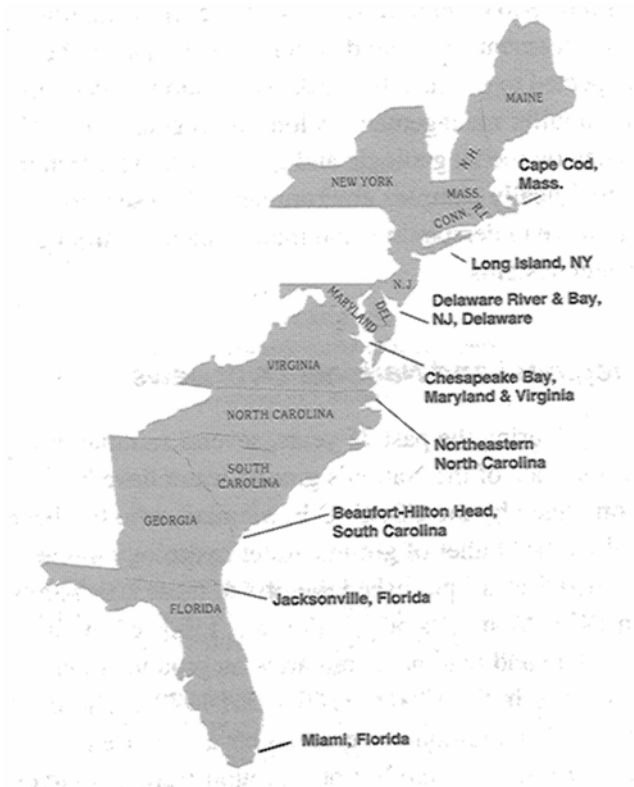 MAINE
N.H.
Cape Cod,
Mass.
NEW YORK
MASS.
CONN.
R.I.
Long Island, NY
N.J
Delaware River & Bay,
NJ, Delaware
MARYLAND
DEL.
Chesapeake Bay,
Maryland & Virginia
VIRGINIA
NORTH CAROLINA
Northeastern
North Carolina
SOUTH
CAROLINA
GEORGIA
Beaufort-Hilton Head,
South Carolina
Jacksonville, Florida
FLORIDA
Miami, Florida